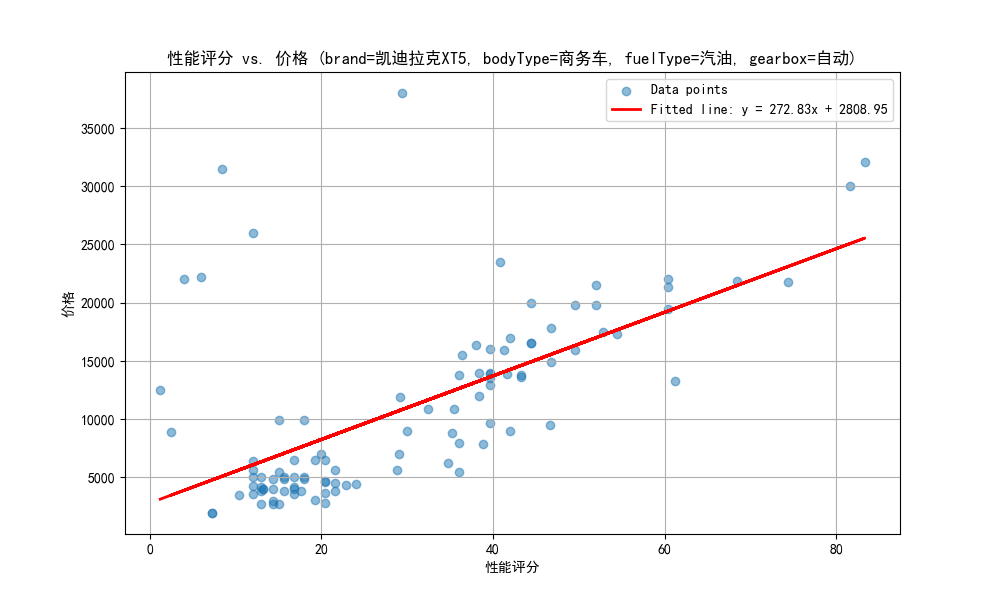 性能评分 vs. 价格 (brand=凯迪拉克XT5, bodyType=商务车, fuelType=汽油, gearbox=自动)
Data points
Fitted line: y = 272.83x + 2808.95
35000
30000
25000
20000
15000
10000
5000
价格
0 20 40 60 80
性能评分